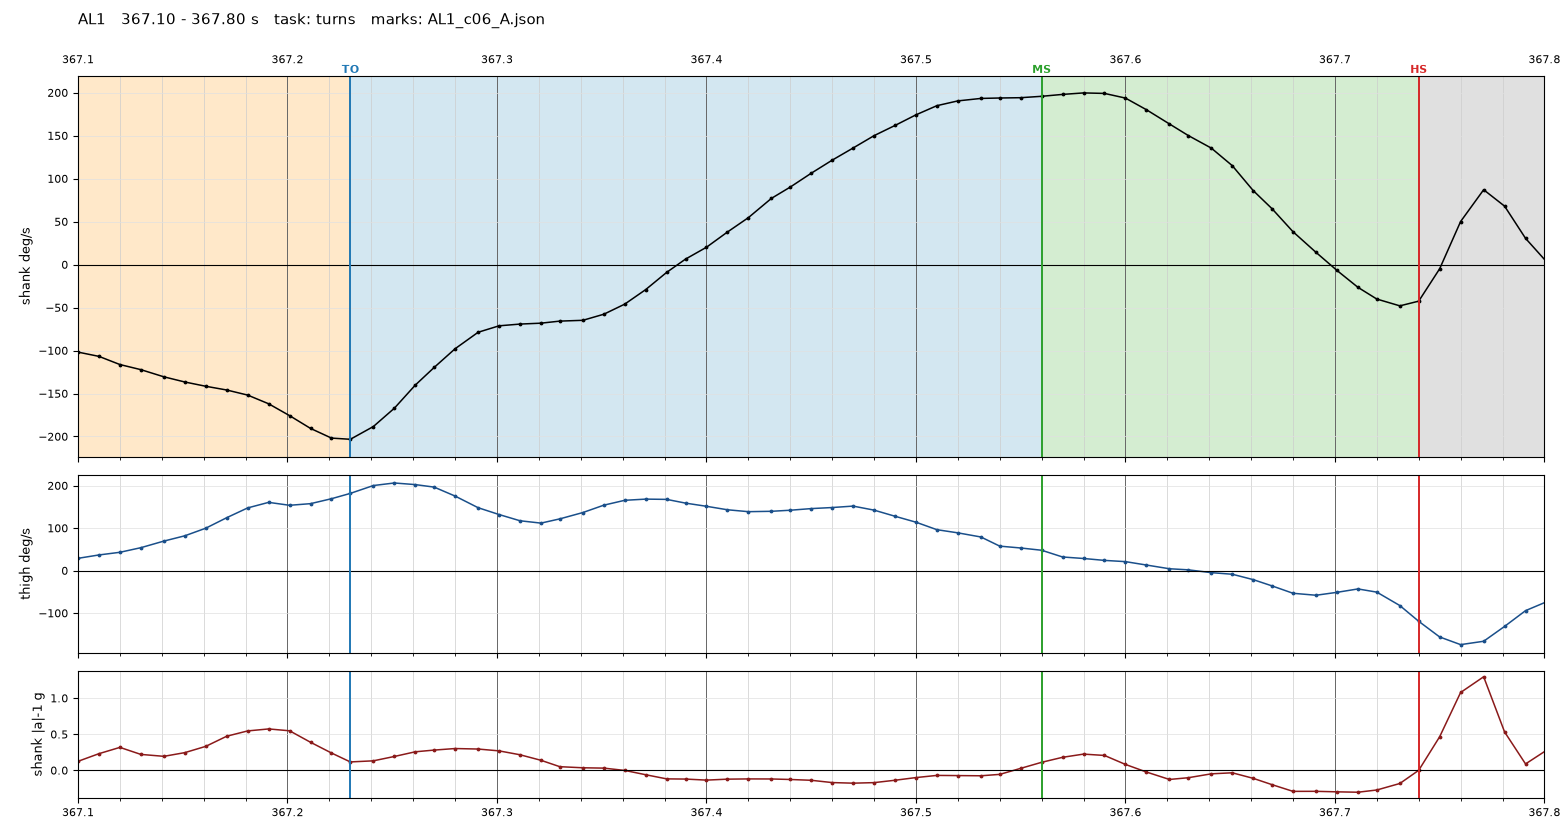 AL1   367.10 - 367.80 s   task: turns   marks: AL1_c06_A.json
367.1 367.2 367.3 367.4 367.5 367.6 367.7 367.8
TO MS HS
shank deg/s
200
150
100
50
0
−50
−100
−150
−200
thigh deg/s
200
100
0
−100
shank |a|-1 g
1.0
0.5
0.0
367.1 367.2 367.3 367.4 367.5 367.6 367.7 367.8